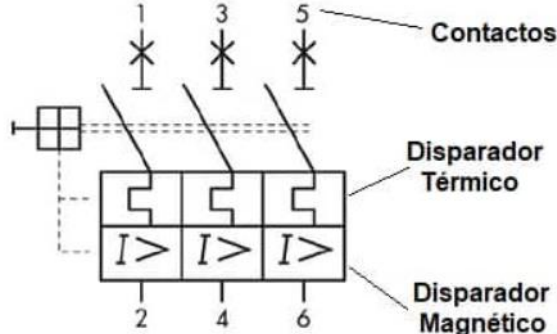 1 3 5
Contactos
Disparador
Térmico
I> I> I>
Disparador
Magnético
2 4 6